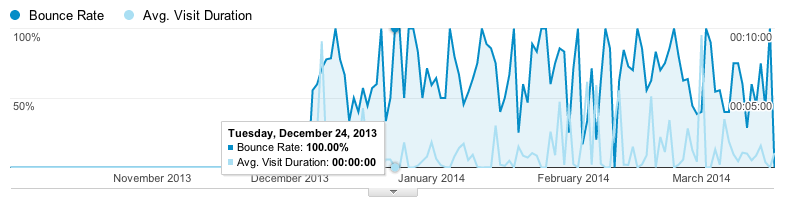 Bounce Rate Avg. Visit Duration
100% 00:10:00
50% 00:05:00
Tuesday, December 24, 2013
Bounce Rate: 100.00%
Avg. Visit Duration: 00:00:00
November 2013 December 2013 January 2014 February 2014 March 2014